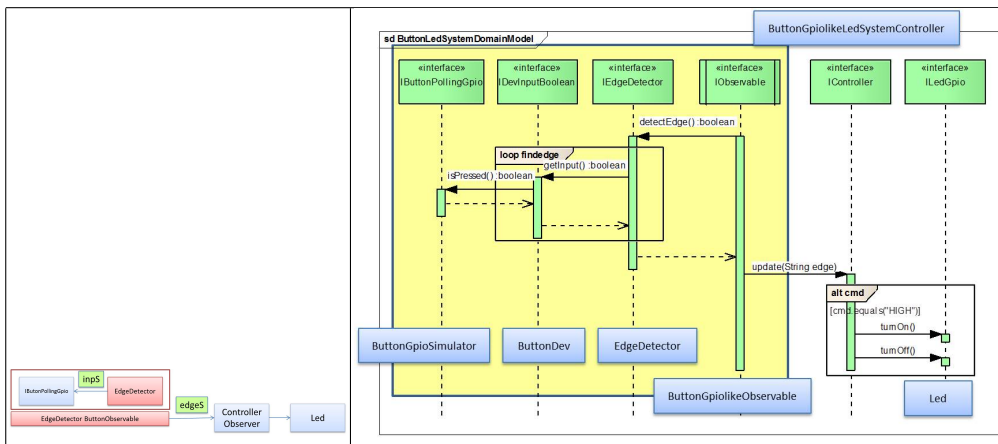 inpS
IButonPollingGpio
EdgeDetector
EdgeDetector ButtonObservable
edgeS
Controller
Observer
Led
ButtonGpiolikeLedSystemController
sd ButtonLedSystemDomainModel
«interface»
IButtonPollingGpio
«interface»
IDevInputBoolean
«interface»
IEdgeDetector
«interface»
IObservable
«interface»
IController
«interface»
ILedGpio
detectEdge() :boolean
loop findedge
getInput() :boolean
isPressed() :boolean
update(String edge)
alt cmd
[cmd.equals("HIGH")]
turnOn()
turnOff()
ButtonGpioSimulator
ButtonDev
EdgeDetector
ButtonGpiolikeObservable
Led